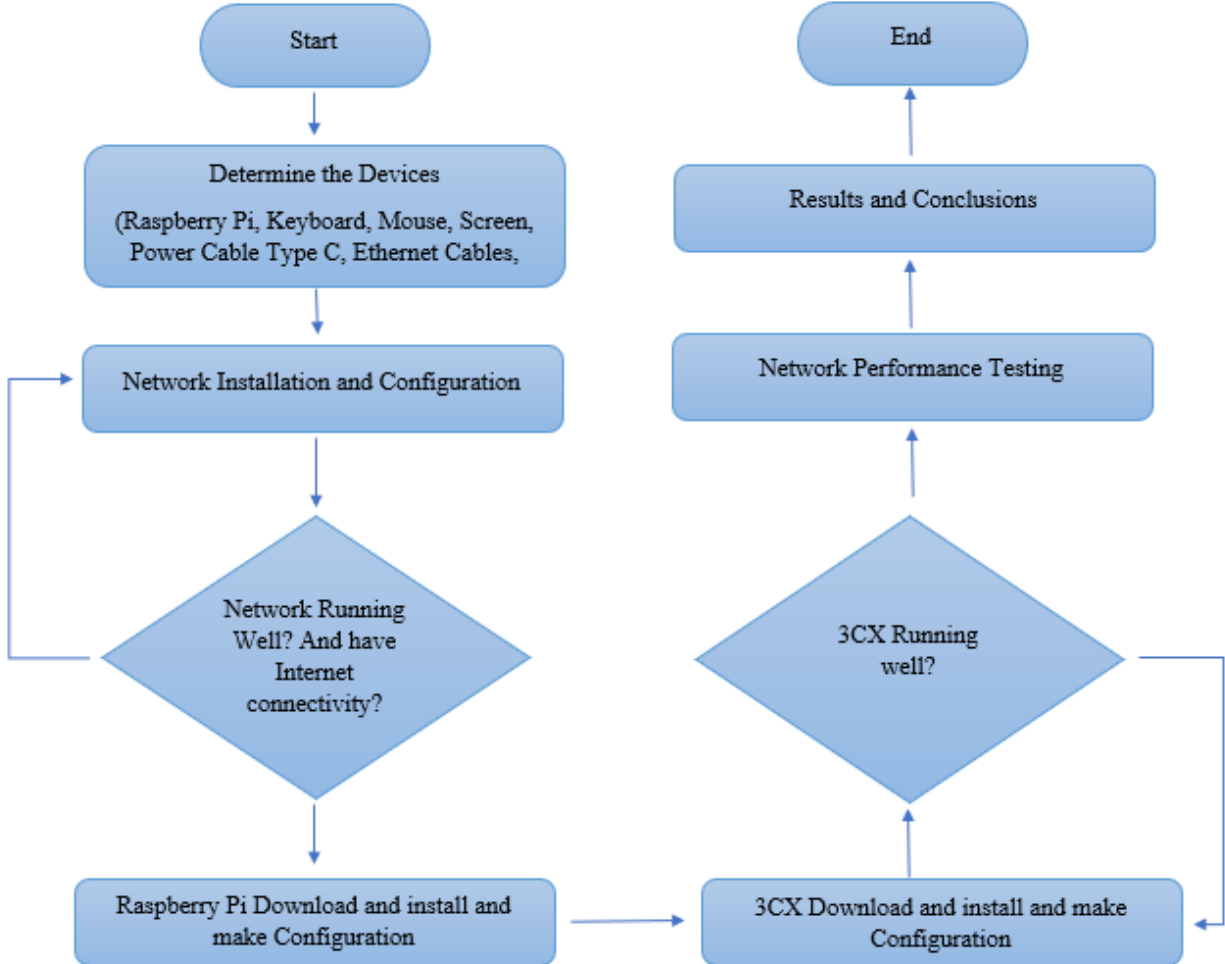 Start
Determine the Devices
(Raspberry Pi, Keyboard, Mouse, Screen,
Power Cable Type C, Ethernet Cables,
Network Installation and Configuration
Network Running
Well? And have
Internet
connectivity?
Raspberry Pi Download and install and
make Configuration
3CX Download and install and make
Configuration
3CX Running
well?
Network Performance Testing
Results and Conclusions
End